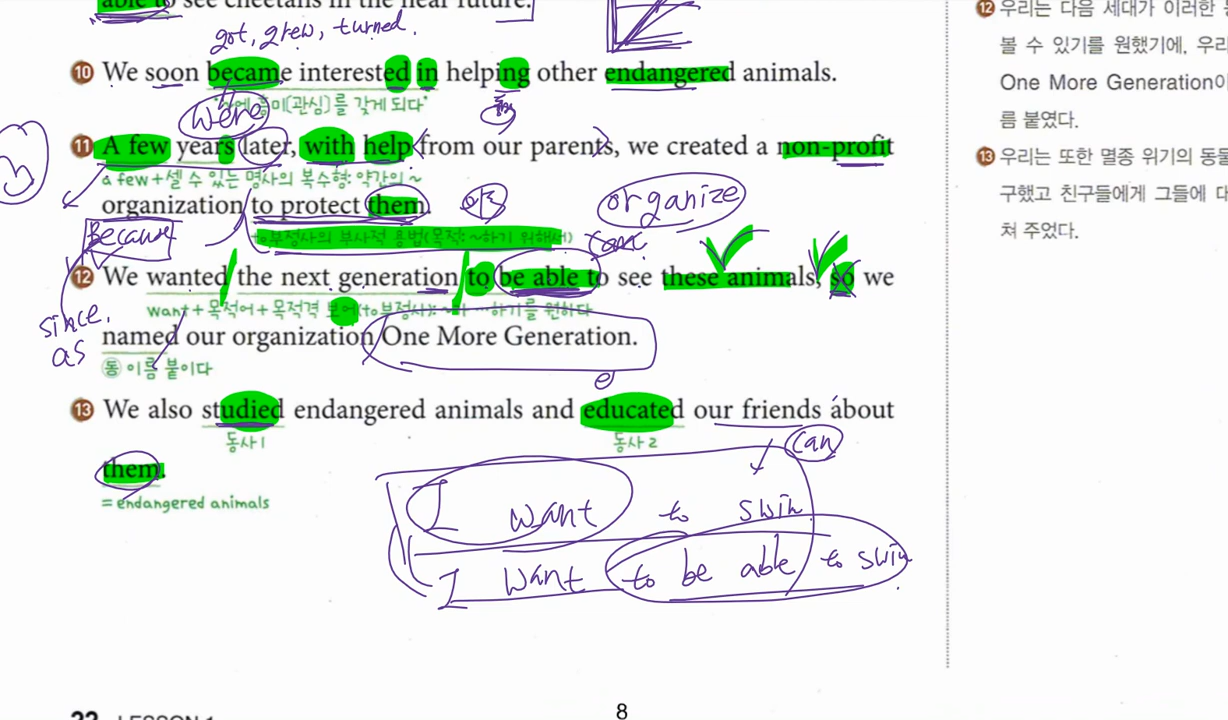 able to see cheetahs in the near future.
got, grew, turned.
⑩ We soon became interested in helping other endangered animals.
흥미[관심]를 갖게 되다
were
⑪ A few years later, with help from our parents, we created a non-profit
a few+셀 수 있는 명사의 복수형: 약간의 ~
organization to protect them.
organize
Because
to부정사의 부사적 용법(목적: ~하기 위해서)
⑫ We wanted the next generation to be able to see these animals, so we
want+목적어+목적격 보어(to부정사): ~가 …하기를 원하다
since,
as
named our organization One More Generation.
동 이름 붙이다
e
⑬ We also studied endangered animals and educated our friends about
동사1
동사2
can
them.
= endangered animals
I want to swim
I want to be able to swim
22 LESSON 1
8
⑫ 우리는 다음 세대가 이러한
볼 수 있기를 원했기에, 우리
One More Generation이
름 붙였다.
⑬ 우리는 또한 멸종 위기의 동물
구했고 친구들에게 그들에 대
쳐 주었다.